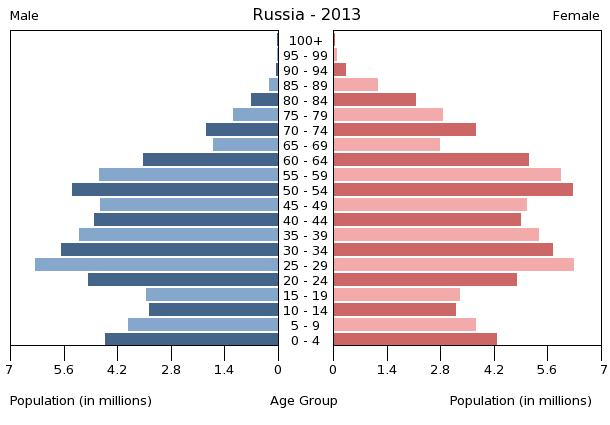 Male Russia - 2013 Female
100+
95 - 99
90 - 94
85 - 89
80 - 84
75 - 79
70 - 74
65 - 69
60 - 64
55 - 59
50 - 54
45 - 49
40 - 44
35 - 39
30 - 34
25 - 29
20 - 24
15 - 19
10 - 14
5 - 9
0 - 4
7 5.6 4.2 2.8 1.4 0 0 1.4 2.8 4.2 5.6 7
Population (in millions) Age Group Population (in millions)